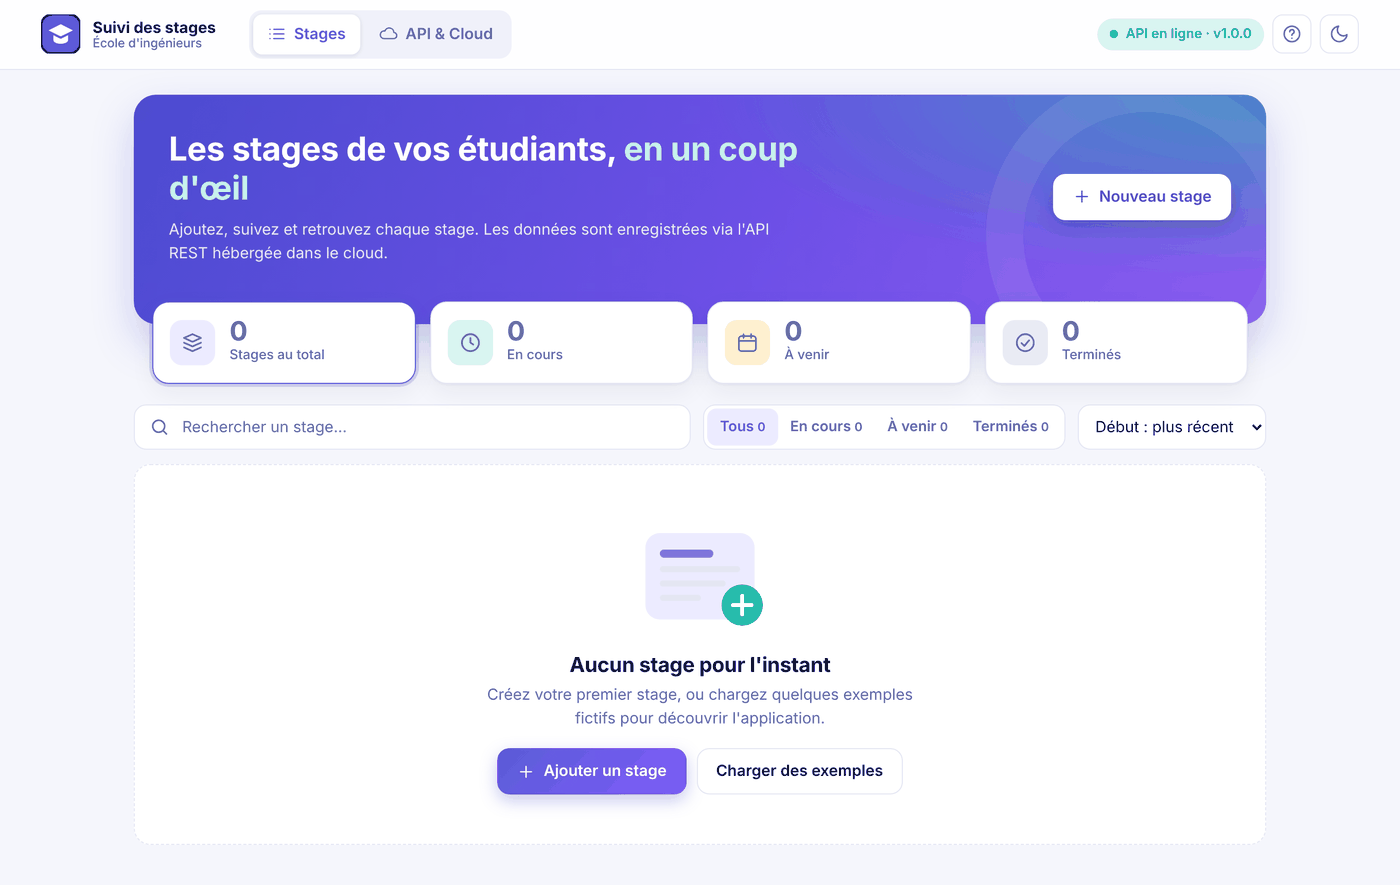 Suivi des stages
École d'ingénieurs
Stages
API & Cloud
API en ligne · v1.0.0
Les stages de vos étudiants, en un coup
d'œil
Ajoutez, suivez et retrouvez chaque stage. Les données sont enregistrées via l'API
REST hébergée dans le cloud.
Nouveau stage
0
Stages au total
0
En cours
0
À venir
0
Terminés
Rechercher un stage...
Tous 0
En cours 0
À venir 0
Terminés 0
Début : plus récent
Aucun stage pour l'instant
Créez votre premier stage, ou chargez quelques exemples
fictifs pour découvrir l'application.
Ajouter un stage
Charger des exemples